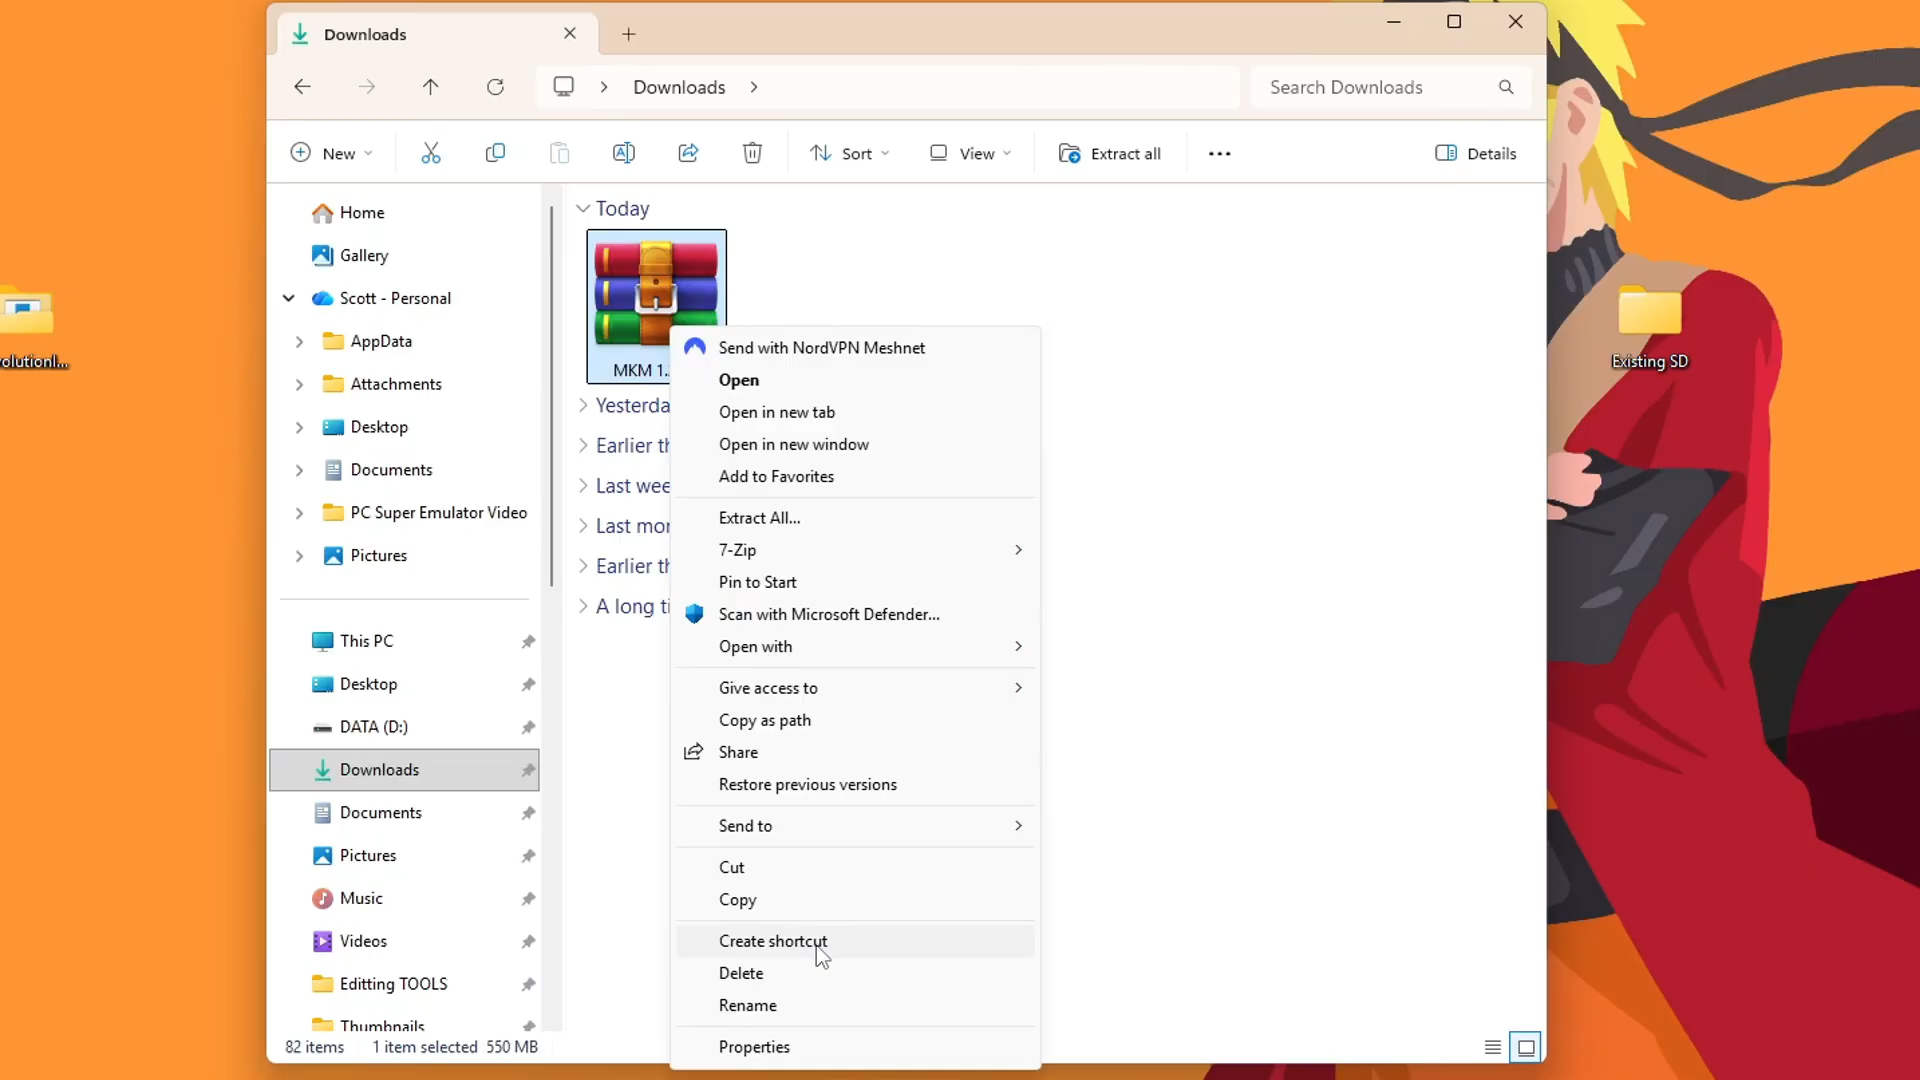 Downloads
Downloads
Search Downloads
New
Sort
View
Extract all
Details
Home
Gallery
Scott - Personal
AppData
Attachments
Desktop
Documents
PC Super Emulator Video
Pictures
This PC
Desktop
DATA (D:)
Downloads
Documents
Pictures
Music
Videos
Editing TOOLS
Thumbnails
82 items
1 item selected 550 MB
Today
MKM 1..
Yesterda
Earlier th
Last wee
Last mor
Earlier th
A long ti
Send with NordVPN Meshnet
Open
Open in new tab
Open in new window
Add to Favorites
Extract All...
7-Zip
Pin to Start
Scan with Microsoft Defender...
Open with
Give access to
Copy as path
Share
Restore previous versions
Send to
Cut
Copy
Create shortcut
Delete
Rename
Properties
olutionl...
Existing SD